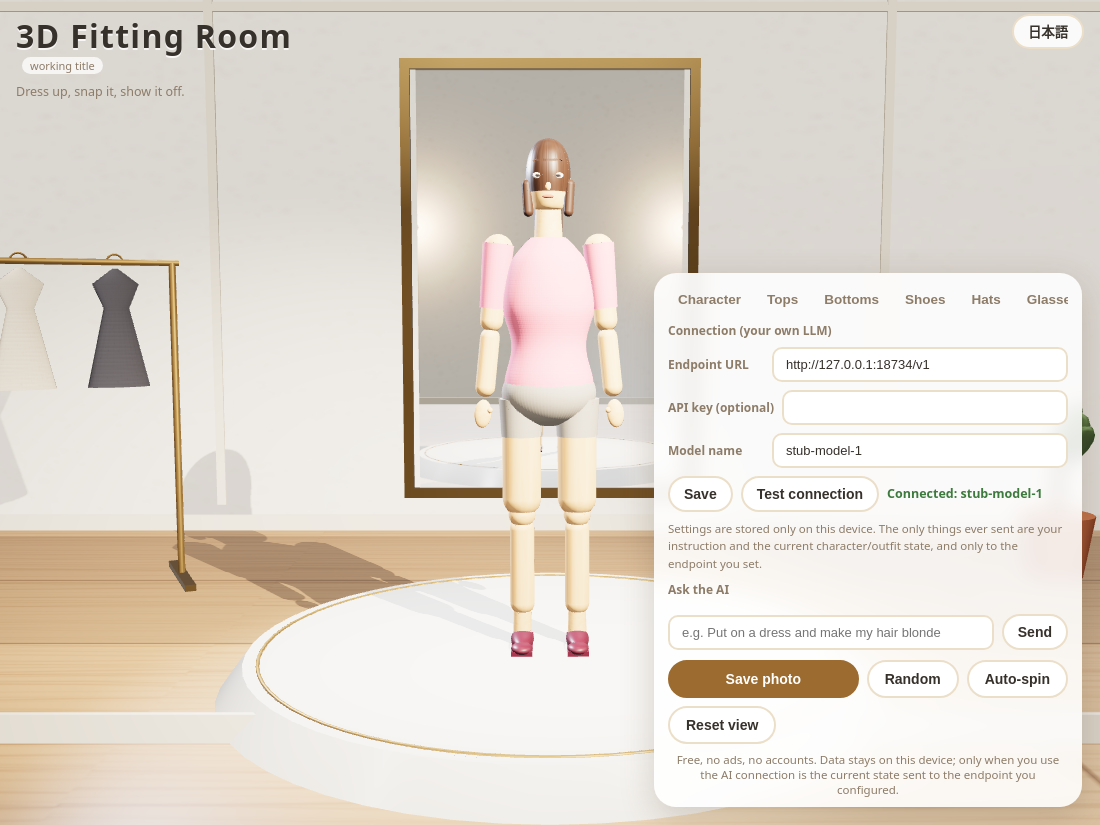 3D Fitting Room
working title
Dress up, snap it, show it off.
日本語
Character Tops Bottoms Shoes Hats Glasse
Connection (your own LLM)
Endpoint URL http://127.0.0.1:18734/v1
API key (optional)
Model name stub-model-1
Save Test connection Connected: stub-model-1
Settings are stored only on this device. The only things ever sent are your
instruction and the current character/outfit state, and only to the
endpoint you set.
Ask the AI
e.g. Put on a dress and make my hair blonde Send
Save photo Random Auto-spin
Reset view
Free, no ads, no accounts. Data stays on this device; only when you use
the AI connection is the current state sent to the endpoint you
configured.